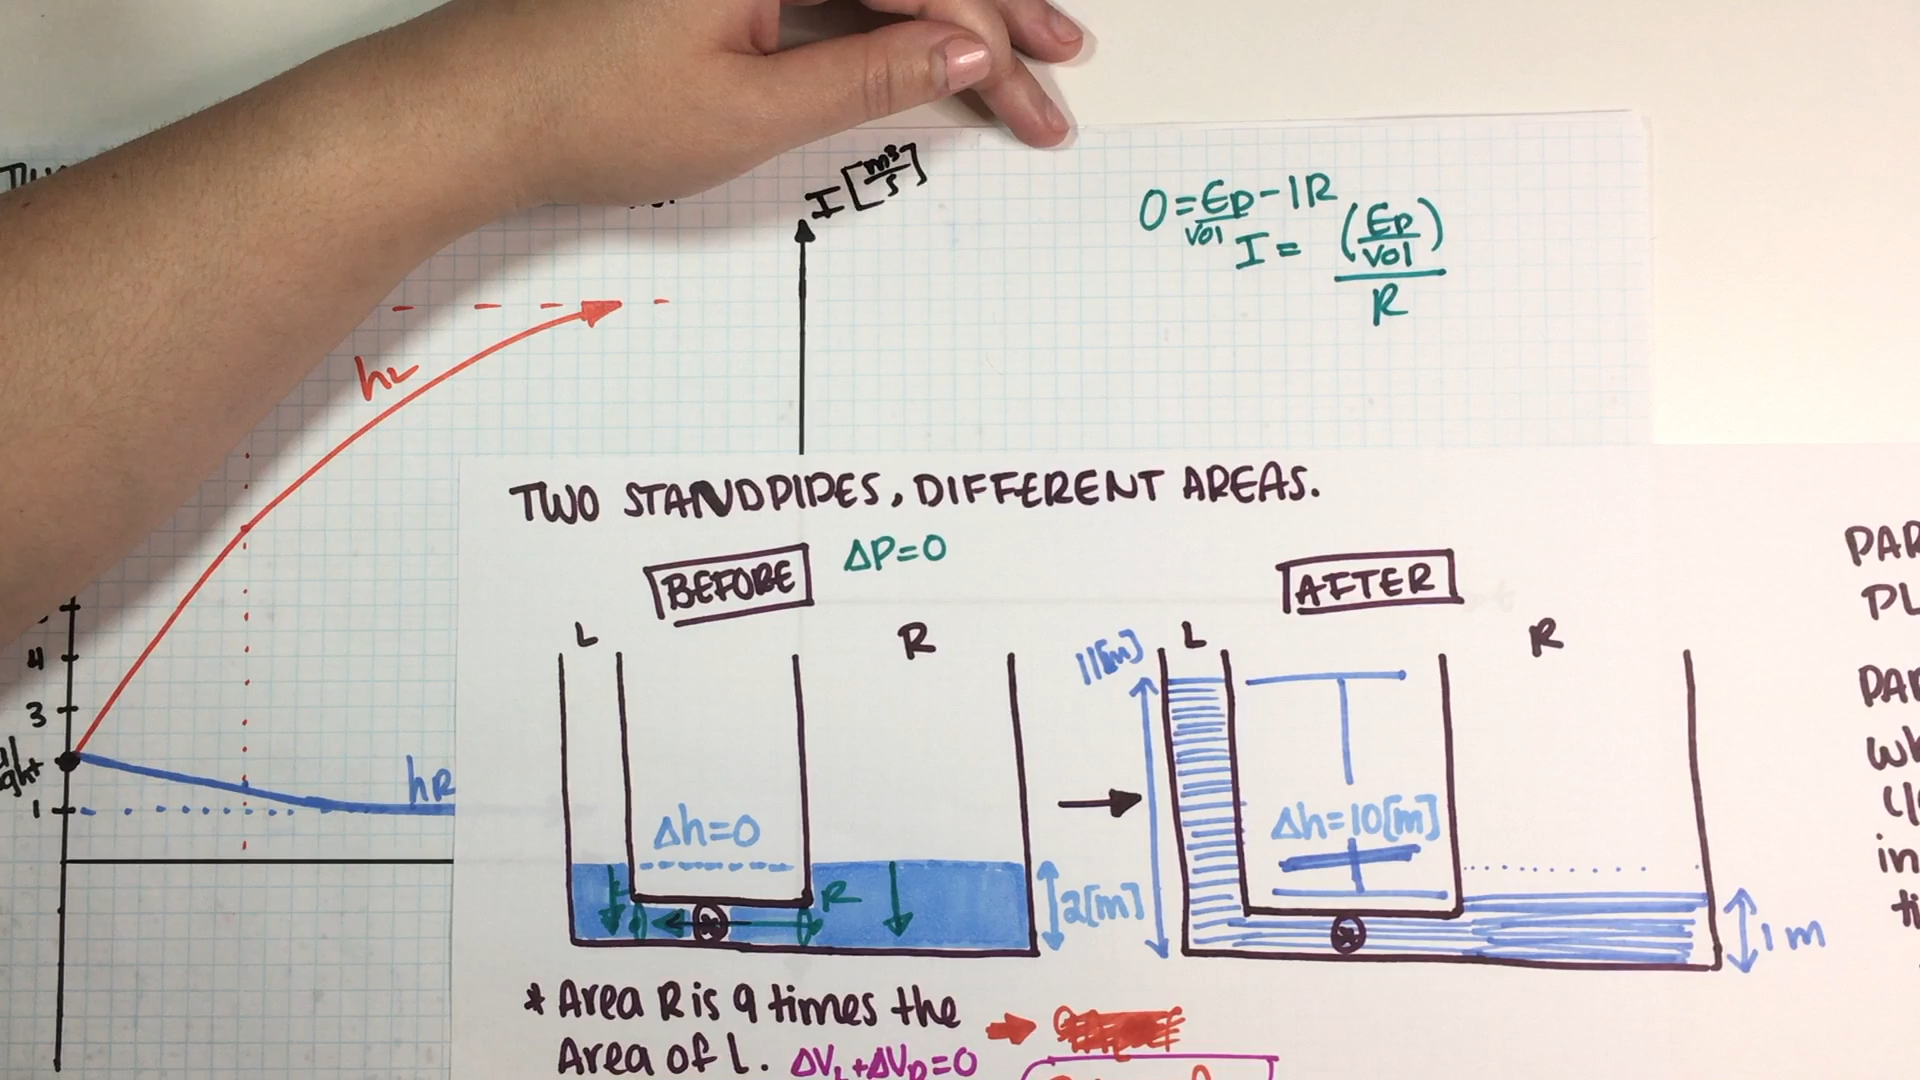 I [m³/s]
0 = Ep/vol - IR
I = (Ep/vol)/R
hL
4
3
1
hR
TWO STANDPIPES, DIFFERENT AREAS.
BEFORE
ΔP=0
AFTER
L
R
11[m]
L
R
Δh=0
R
2[m]
Δh=10[m]
1 m
* Area R is 9 times the
Area of L. ΔVL+ΔVR=0